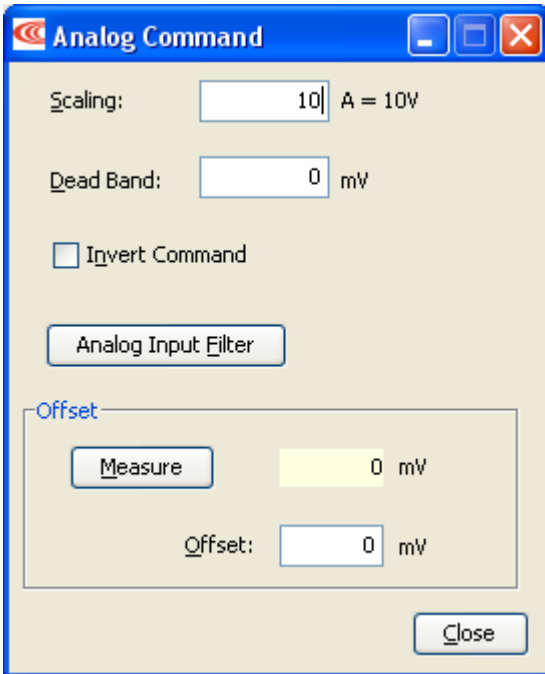 Analog Command
Scaling: 10 A = 10V
Dead Band: 0 mV
Invert Command
Analog Input Filter
Offset
Measure 0 mV
Offset: 0 mV
Close